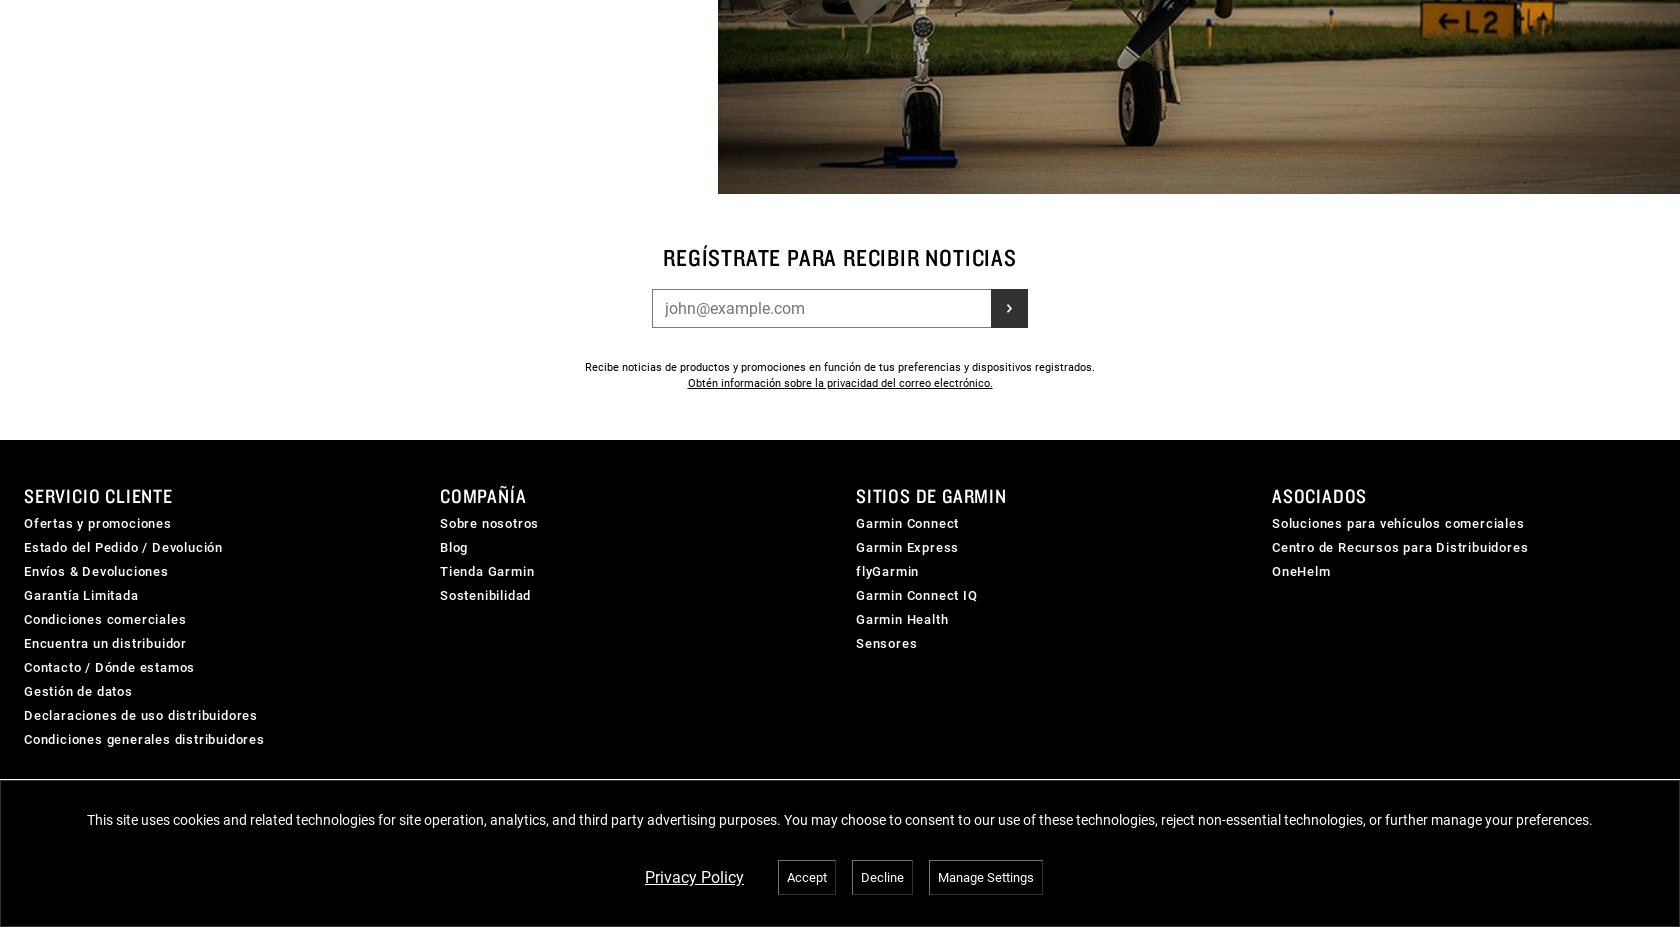 ←L2
REGÍSTRATE PARA RECIBIR NOTICIAS
john@example.com
Recibe noticias de productos y promociones en función de tus preferencias y dispositivos registrados.
Obtén información sobre la privacidad del correo electrónico.
SERVICIO CLIENTE
Ofertas y promociones
Estado del Pedido / Devolución
Envíos & Devoluciones
Garantía Limitada
Condiciones comerciales
Encuentra un distribuidor
Contacto / Dónde estamos
Gestión de datos
Declaraciones de uso distribuidores
Condiciones generales distribuidores
COMPAÑÍA
Sobre nosotros
Blog
Tienda Garmin
Sostenibilidad
SITIOS DE GARMIN
Garmin Connect
Garmin Express
flyGarmin
Garmin Connect IQ
Garmin Health
Sensores
ASOCIADOS
Soluciones para vehículos comerciales
Centro de Recursos para Distribuidores
OneHelm
This site uses cookies and related technologies for site operation, analytics, and third party advertising purposes. You may choose to consent to our use of these technologies, reject non-essential technologies, or further manage your preferences.
Privacy Policy Accept Decline Manage Settings